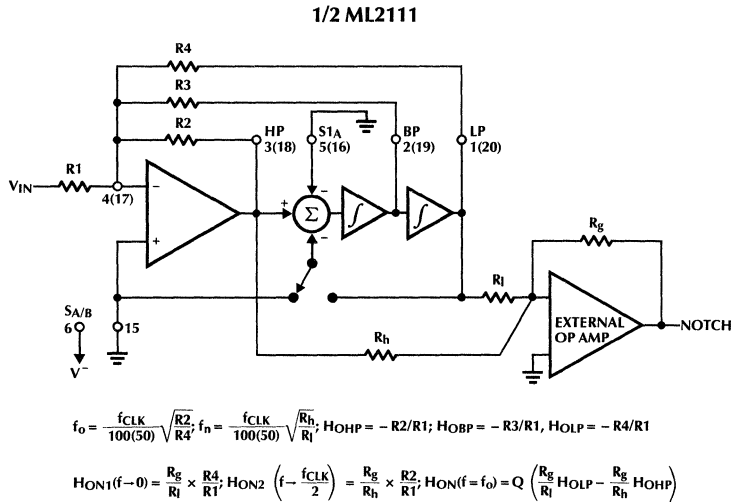 1/2 ML2111
R4
R3
R2
HP
3(18)
S1A
5(16)
BP
2(19)
LP
1(20)
R1
VIN
4(17)
−
+
+
Σ
−
−
∫
∫
Rg
Rl
SA/B
6
15
V−
Rh
EXTERNAL
OP AMP
NOTCH
fo = fCLK/100(50) √R2/R4; fn = fCLK/100(50) √Rh/Rl; HOHP = − R2/R1; HOBP = − R3/R1, HOLP = − R4/R1
HON1(f→0) = Rg/Rl × R4/R1; HON2 (f→ fCLK/2) = Rg/Rh × R2/R1; HON(f = fo) = Q (Rg/Rl HOLP − Rg/Rh HOHP)